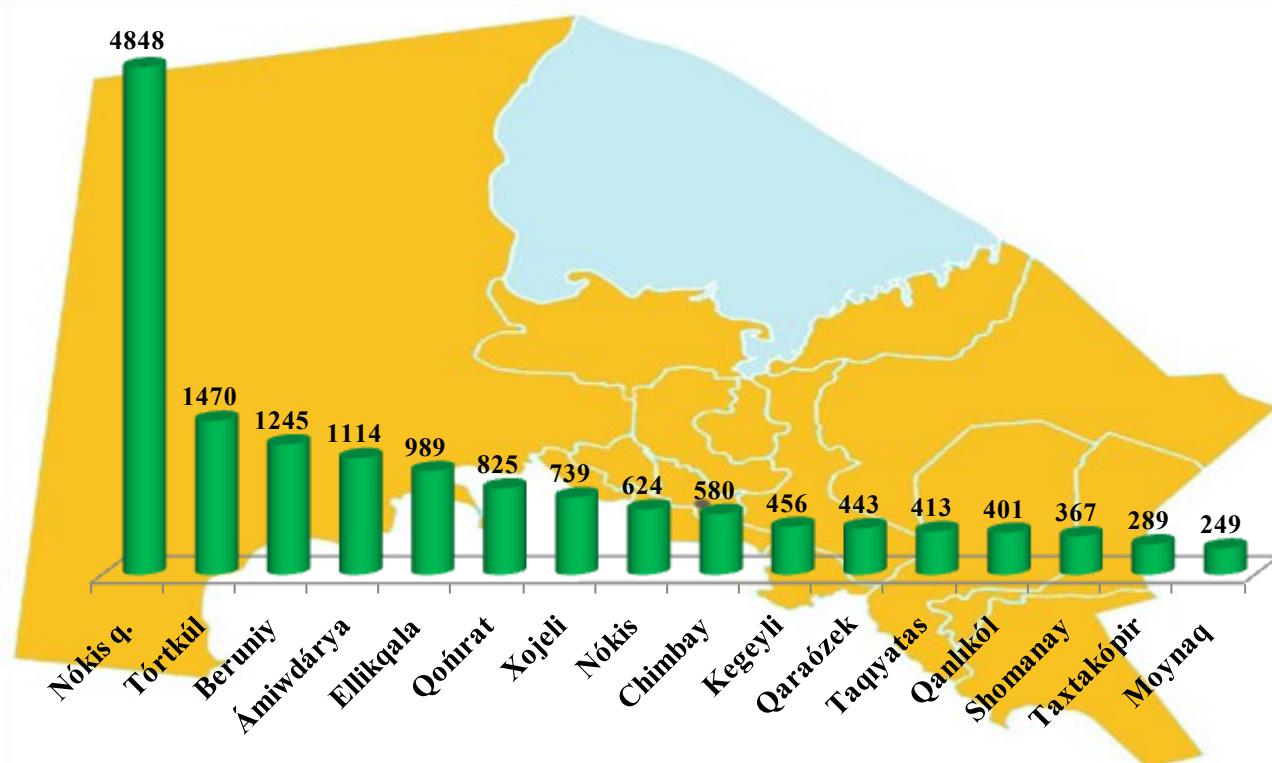 4848
1470
1245
1114
989
825
739
624
580
456
443
413
401
367
289
249
Nókis q.
Tórtkúl
Beruniy
Ámiwdárya
Ellikqala
Qońırat
Xojeli
Nókis
Chimbay
Kegeyli
Qaraózek
Taqıyatas
Qanlıkól
Shomanay
Taxtakópir
Moynaq